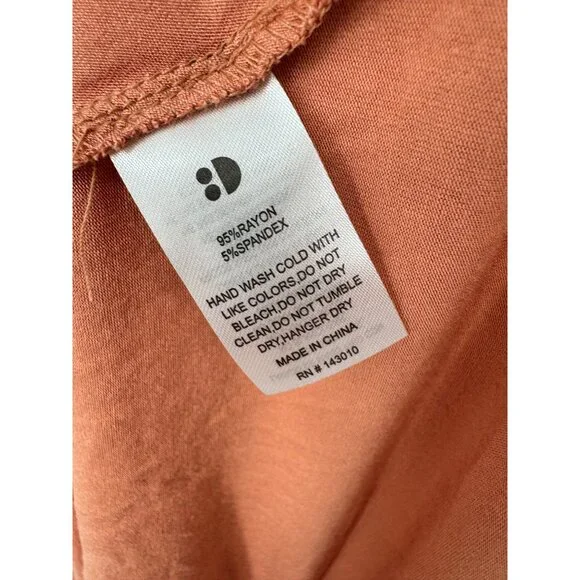 95%RAYON
5%SPANDEX
HAND WASH COLD WITH
LIKE COLORS,DO NOT
BLEACH,DO NOT DRY
CLEAN,DO NOT TUMBLE
DRY,HANGER DRY
MADE IN CHINA
RN # 143010